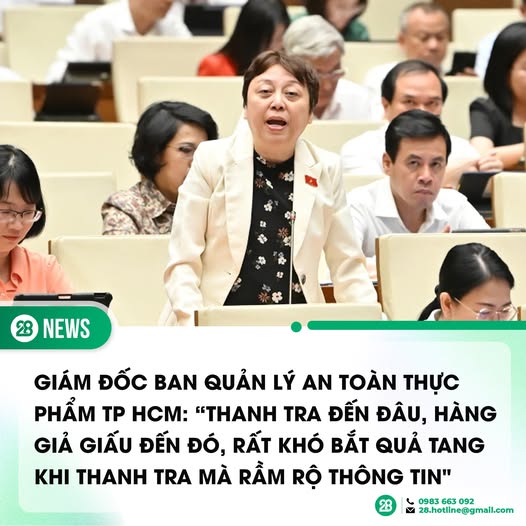 28 NEWS
GIÁM ĐỐC BAN QUẢN LÝ AN TOÀN THỰC
PHẨM TP HCM: “THANH TRA ĐẾN ĐÂU, HÀNG
GIẢ GIẤU ĐẾN ĐÓ, RẤT KHÓ BẮT QUẢ TANG
KHI THANH TRA MÀ RẦM RỘ THÔNG TIN"
28
0983 663 092
28.hotline@gmail.com